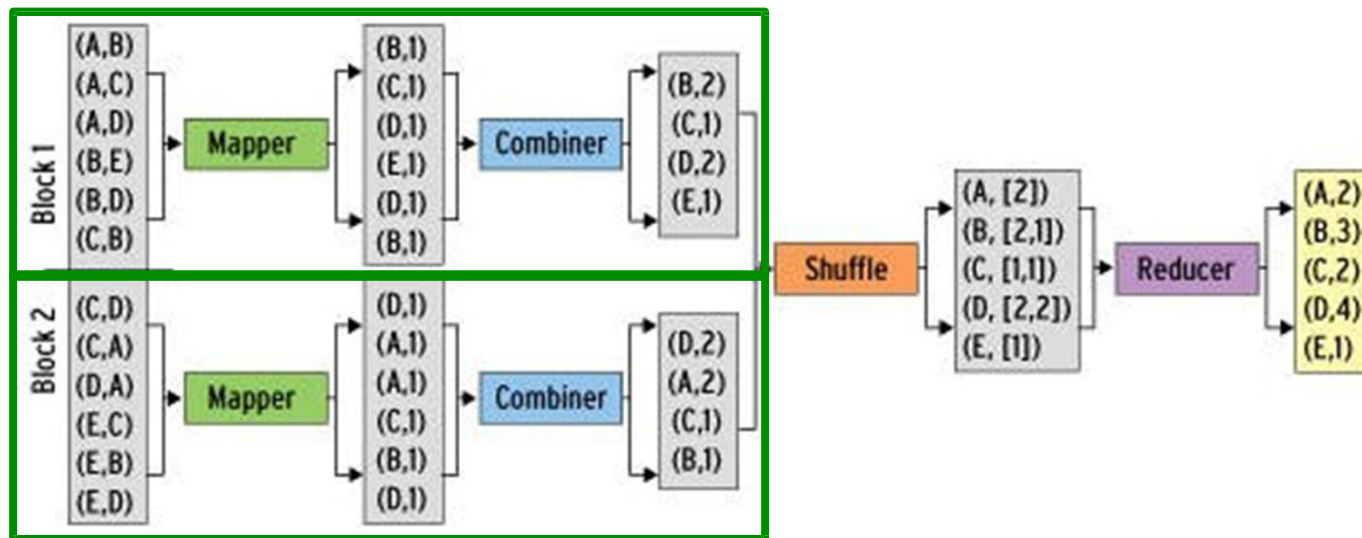 Block 1
(A,B)
(A,C)
(A,D)
(B,E)
(B,D)
(C,B)
Mapper
(B,1)
(C,1)
(D,1)
(E,1)
(D,1)
(B,1)
Combiner
(B,2)
(C,1)
(D,2)
(E,1)
Block 2
(C,D)
(C,A)
(D,A)
(E,C)
(E,B)
(E,D)
Mapper
(D,1)
(A,1)
(A,1)
(C,1)
(B,1)
(D,1)
Combiner
(D,2)
(A,2)
(C,1)
(B,1)
Shuffle
(A, [2])
(B, [2,1])
(C, [1,1])
(D, [2,2])
(E, [1])
Reducer
(A,2)
(B,3)
(C,2)
(D,4)
(E,1)